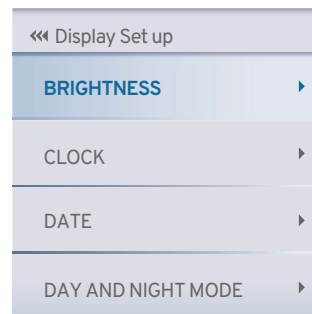 Display Set up
BRIGHTNESS
CLOCK
DATE
DAY AND NIGHT MODE